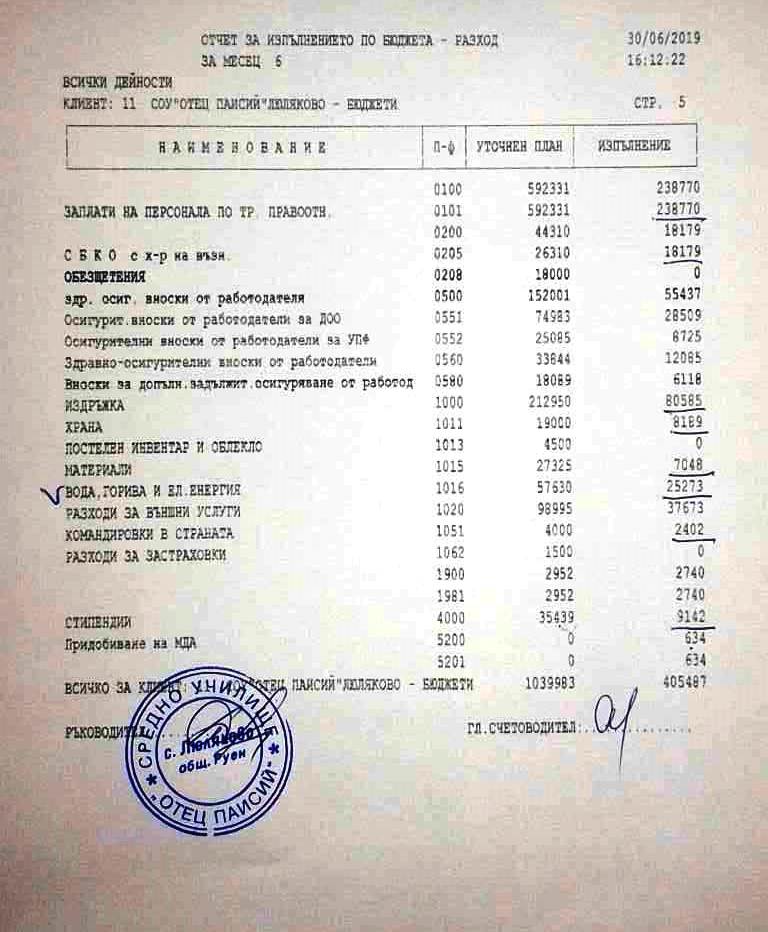 ОТЧЕТ ЗА ИЗПЪЛНЕНИЕТО ПО БЮДЖЕТА - РАЗХОД 30/06/2019
ЗА МЕСЕЦ 6 16:12:22
ВСИЧКИ ДЕЙНОСТИ
КЛИЕНТ: 11 СОУ"ОТЕЦ ПАИСИЙ"ЛЮЛЯКОВО - БЮДЖЕТИ СТР. 5
НАИМЕНОВАНИЕ П-Ф УТОЧНЕН ПЛАН ИЗПЪЛНЕНИЕ
0100 592331 238770
ЗАПЛАТИ НА ПЕРСОНАЛА ПО ТР. ПРАВООТН. 0101 592331 238770
0200 44310 18179
С Б К О с х-р на възн. 0205 26310 18179
ОБЕЗЩЕТЕНИЯ 0208 18000 0
здр. осиг. вноски от работодателя 0500 152001 55437
Осигурит.вноски от работодатели за ДОО 0551 74983 28509
Осигурителни вноски от работодатели за УПФ 0552 25085 8725
Здравно-осигурителни вноски от работодатели 0560 33844 12085
Вноски за допълн.задължит.осигуряване от работод 0580 18089 6118
ИЗДРЪЖКА 1000 212950 80585
ХРАНА 1011 19000 8189
ПОСТЕЛЕН ИНВЕНТАР И ОБЛЕКЛО 1013 4500 0
МАТЕРИАЛИ 1015 27325 7048
ВОДА,ГОРИВА И ЕЛ.ЕНЕРГИЯ 1016 57630 25273
РАЗХОДИ ЗА ВЪНШНИ УСЛУГИ 1020 98995 37673
КОМАНДИРОВКИ В СТРАНАТА 1051 4000 2402
РАЗХОДИ ЗА ЗАСТРАХОВКИ 1062 1500 0
1900 2952 2740
1981 2952 2740
СТИПЕНДИИ 4000 35439 9142
Придобиване на МДА 5200 0 634
5201 0 634
ВСИЧКО ЗА КЛИЕНТ: СОУ"ОТЕЦ ПАИСИЙ"ЛЮЛЯКОВО - БЮДЖЕТИ 1039983 405487
РЪКОВОДИТЕЛ ГЛ.СЧЕТОВОДИТЕЛ:
СРЕДНО УЧИЛИЩЕ
с. Люляково
общ. Руен
"ОТЕЦ ПАИСИЙ"